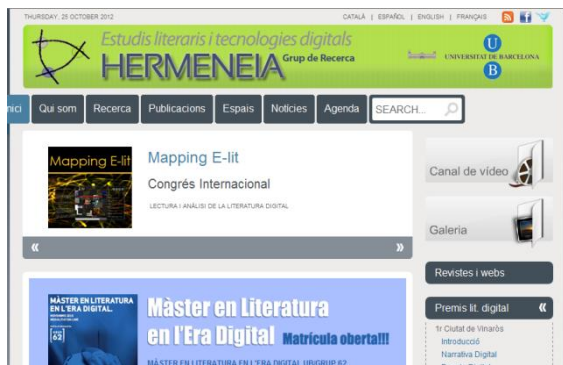 THURSDAY, 25 OCTOBER 2012
CATALÀ | ESPAÑOL | ENGLISH | FRANÇAIS
Estudis literaris i tecnologies digitals
HERMENEIA Grup de Recerca
UNIVERSITAT DE BARCELONA
U
B
nici Qui som Recerca Publicacions Espais Notícies Agenda SEARCH...
Mapping E-lit
Mapping E-lit
Congrés Internacional
LECTURA I ANÀLISI DE LA LITERATURA DIGITAL
«
»
Canal de vídeo
Galeria
Revistes i webs
Premis lit. digital «
1r Ciutat de Vinaròs
Introducció
Narrativa Digital
MÀSTER EN LITERATURA
EN L'ERA DIGITAL
62
Màster en Literatura
en l'Era Digital Matrícula oberta!!!
MÀSTER EN LITERATURA EN L'ERA DIGITAL UB/GRUP 62